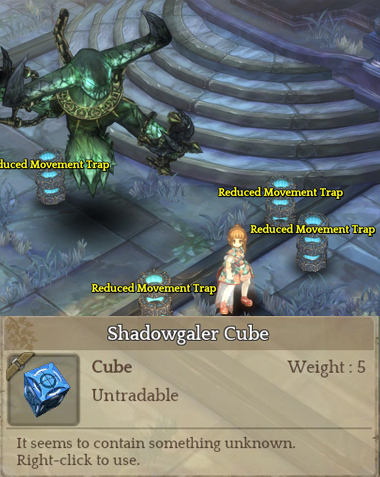 duced Movement Trap
Reduced Movement Trap
Reduced Movement Trap
Reduced Movement Trap
Shadowgaler Cube
Cube Weight : 5
Untradable
It seems to contain something unknown.
Right-click to use.